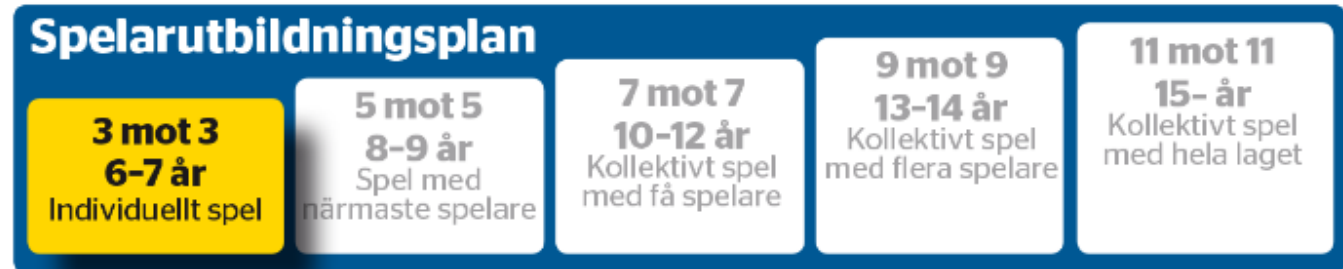 Spelarutbildningsplan
3 mot 3
6–7 år
Individuellt spel
5 mot 5
8–9 år
Spel med
närmaste spelare
7 mot 7
10–12 år
Kollektivt spel
med få spelare
9 mot 9
13–14 år
Kollektivt spel
med flera spelare
11 mot 11
15– år
Kollektivt spel
med hela laget